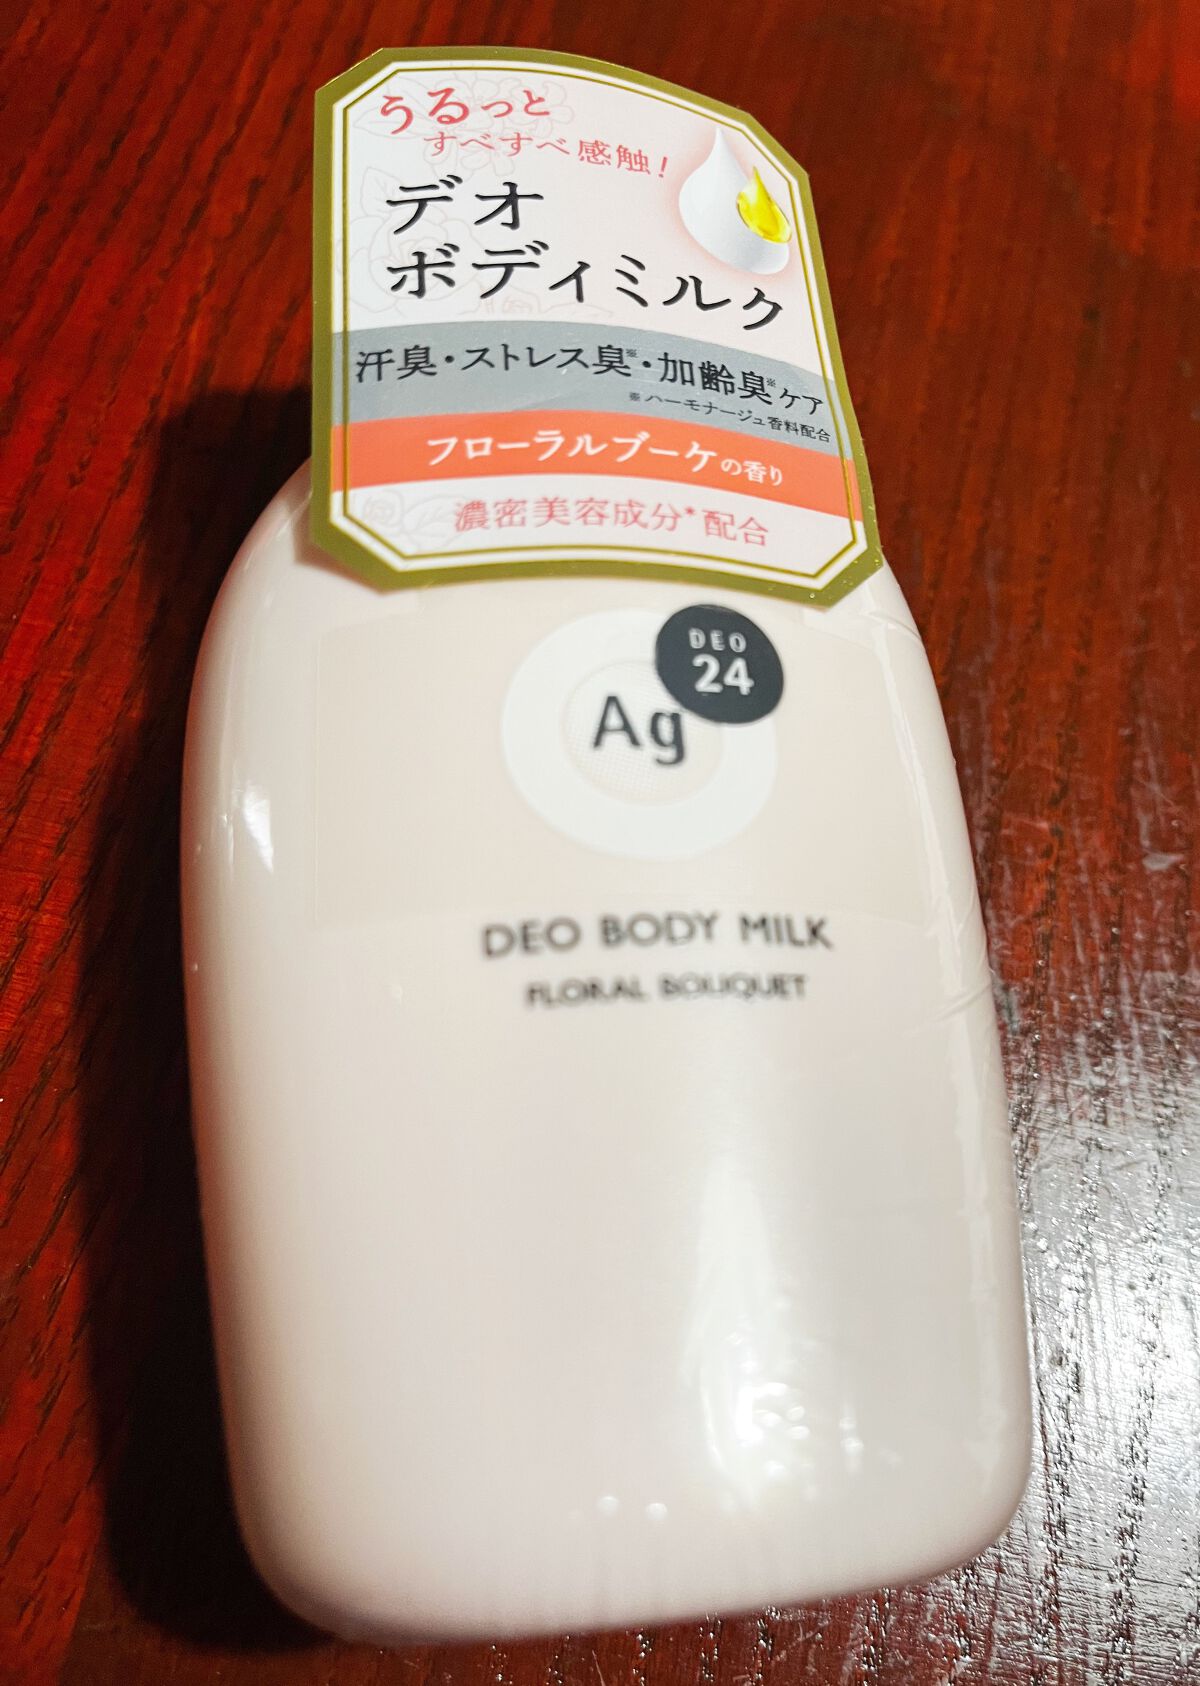 うるっと
すべすべ感触!
デオ
ボディミルク
汗臭・ストレス臭※・加齢臭※ケア
※ハーモナージュ香料配合
フローラルブーケの香り
濃密美容成分*配合
DEO
24
Ag
DEO BODY MILK
FLORAL BOUQUET